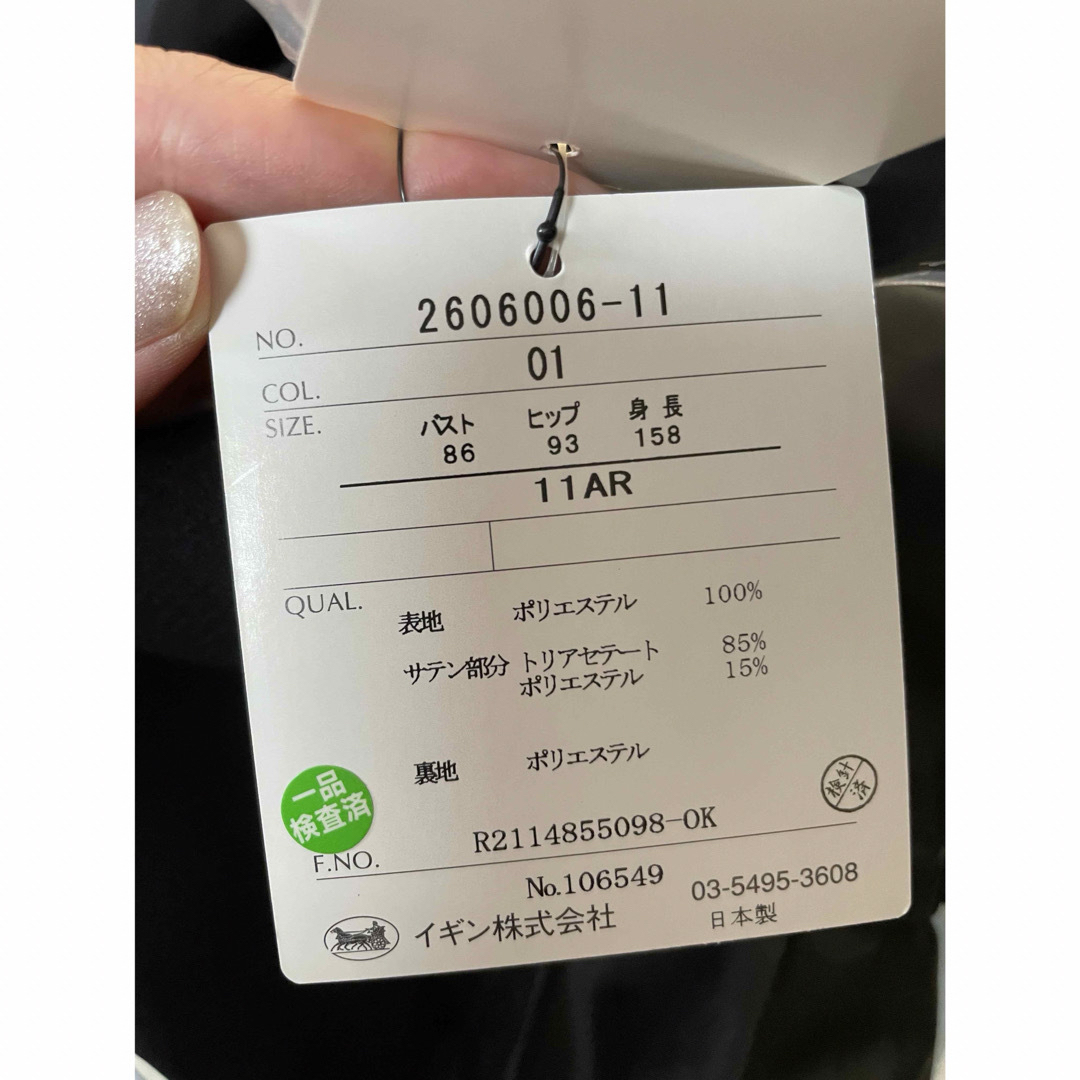 NO. 2606006-11
COL. 01
SIZE. バスト ヒップ 身長
86 93 158
11AR
QUAL. 表地 ポリエステル 100%
サテン部分 トリアセテート 85%
ポリエステル 15%
裏地 ポリエステル
一品
検査済
検針
済
F.NO. R2114855098-OK
No.106549 03-5495-3608
イギン株式会社 日本製